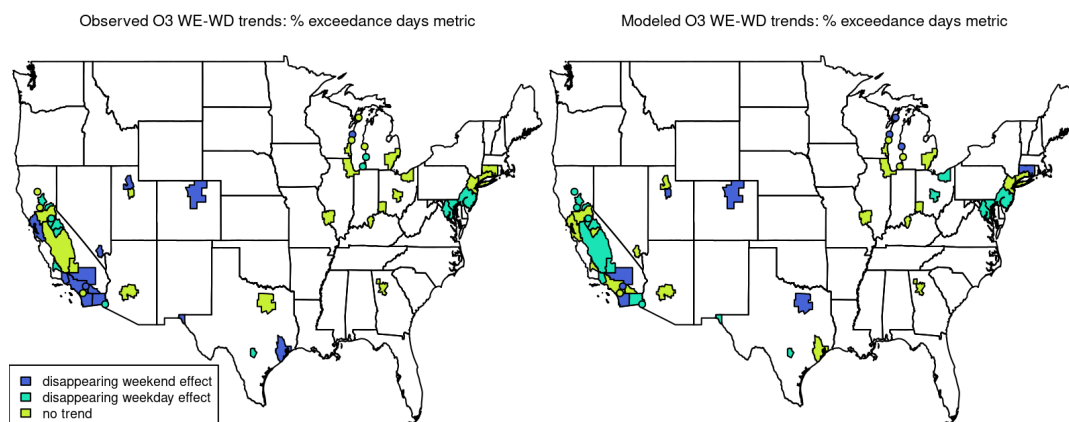 Observed O3 WE-WD trends: % exceedance days metric
Modeled O3 WE-WD trends: % exceedance days metric
disappearing weekend effect
disappearing weekday effect
no trend